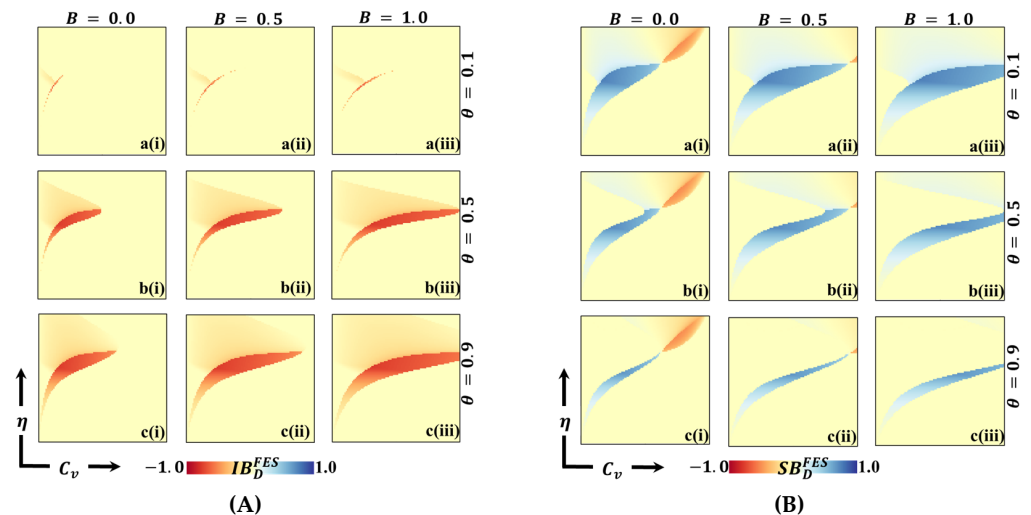 B = 0.0 B = 0.5 B = 1.0
a(i) a(ii) a(iii) θ = 0.1
b(i) b(ii) b(iii) θ = 0.5
c(i) c(ii) c(iii) θ = 0.9
η
C_v −1.0 IB_D^FES 1.0
(A)
B = 0.0 B = 0.5 B = 1.0
a(i) a(ii) a(iii) θ = 0.1
b(i) b(ii) b(iii) θ = 0.5
c(i) c(ii) c(iii) θ = 0.9
η
C_v −1.0 SB_D^FES 1.0
(B)